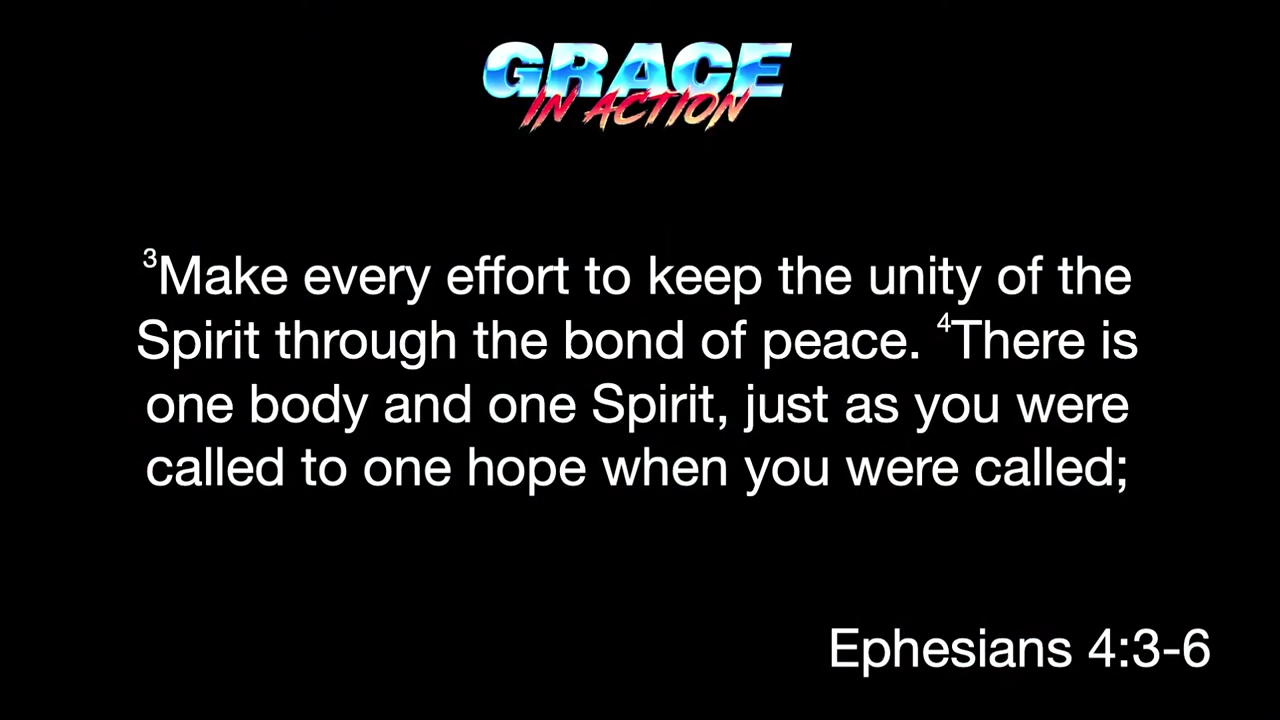 GRACE
IN ACTION
³Make every effort to keep the unity of the
Spirit through the bond of peace. ⁴There is
one body and one Spirit, just as you were
called to one hope when you were called;
Ephesians 4:3-6